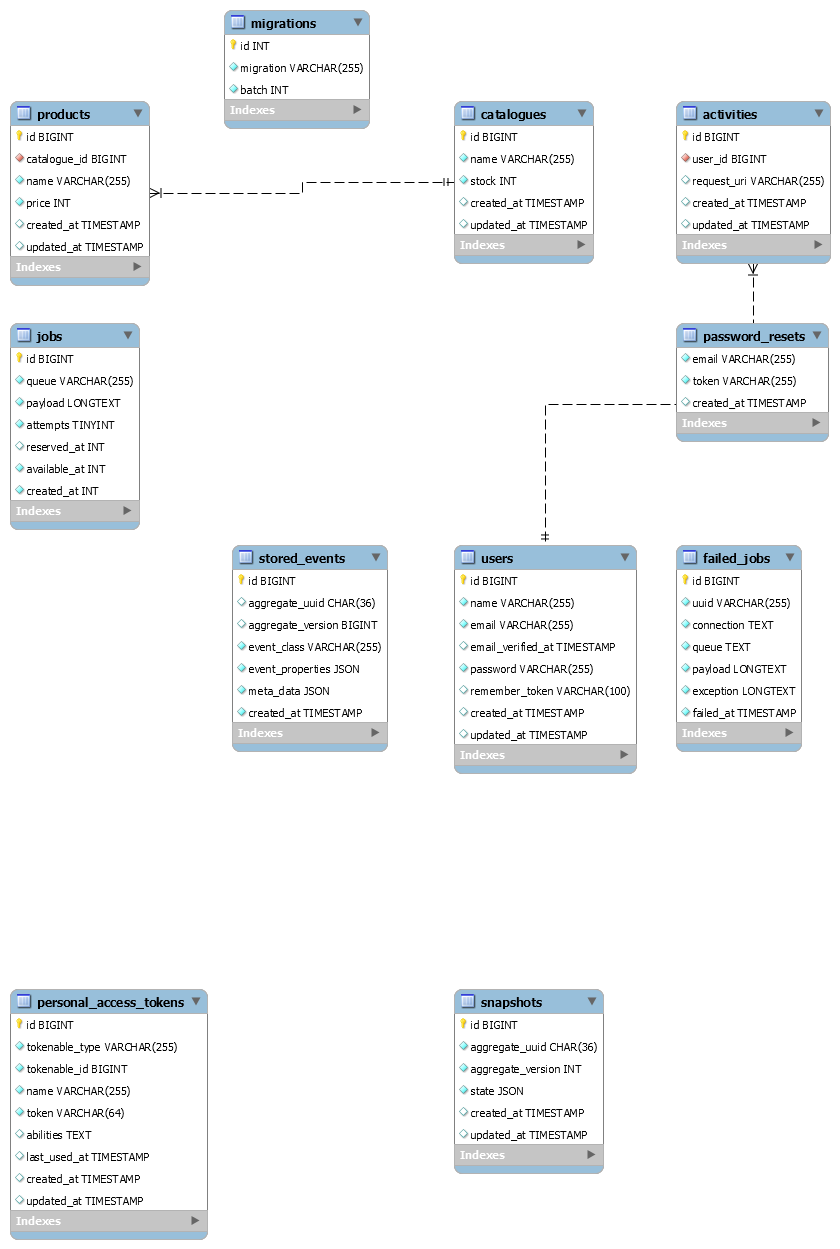 migrations
id INT
migration VARCHAR(255)
batch INT
Indexes
products
id BIGINT
catalogue_id BIGINT
name VARCHAR(255)
price INT
created_at TIMESTAMP
updated_at TIMESTAMP
Indexes
catalogues
id BIGINT
name VARCHAR(255)
stock INT
created_at TIMESTAMP
updated_at TIMESTAMP
Indexes
activities
id BIGINT
user_id BIGINT
request_uri VARCHAR(255)
created_at TIMESTAMP
updated_at TIMESTAMP
Indexes
jobs
id BIGINT
queue VARCHAR(255)
payload LONGTEXT
attempts TINYINT
reserved_at INT
available_at INT
created_at INT
Indexes
password_resets
email VARCHAR(255)
token VARCHAR(255)
created_at TIMESTAMP
Indexes
stored_events
id BIGINT
aggregate_uuid CHAR(36)
aggregate_version BIGINT
event_class VARCHAR(255)
event_properties JSON
meta_data JSON
created_at TIMESTAMP
Indexes
users
id BIGINT
name VARCHAR(255)
email VARCHAR(255)
email_verified_at TIMESTAMP
password VARCHAR(255)
remember_token VARCHAR(100)
created_at TIMESTAMP
updated_at TIMESTAMP
Indexes
failed_jobs
id BIGINT
uuid VARCHAR(255)
connection TEXT
queue TEXT
payload LONGTEXT
exception LONGTEXT
failed_at TIMESTAMP
Indexes
personal_access_tokens
id BIGINT
tokenable_type VARCHAR(255)
tokenable_id BIGINT
name VARCHAR(255)
token VARCHAR(64)
abilities TEXT
last_used_at TIMESTAMP
created_at TIMESTAMP
updated_at TIMESTAMP
Indexes
snapshots
id BIGINT
aggregate_uuid CHAR(36)
aggregate_version INT
state JSON
created_at TIMESTAMP
updated_at TIMESTAMP
Indexes